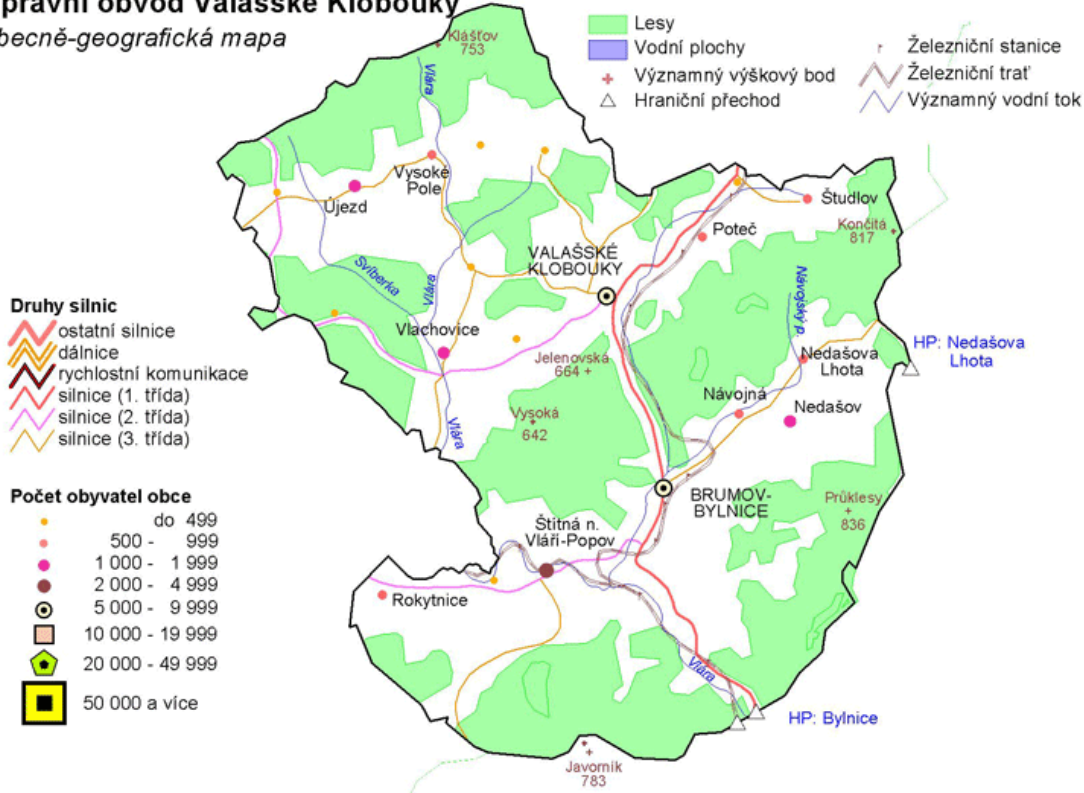 právní obvod Valašské Klobouky
becně-geografická mapa
Lesy
Vodní plochy
Významný výškový bod
Hraniční přechod
Železniční stanice
Železniční trať
Významný vodní tok
Klášťov
753
Vlára
Vysoké
Pole
Újezd
Študlov
Poteč
Končitá
817
VALAŠSKÉ
KLOBOUKY
Sviberka
Vlára
Návojský p.
Vlachovice
HP: Nedašova
Lhota
Nedašova
Lhota
Jelenovská
664
Návojná
Nedašov
Vysoká
642
Vlára
Druhy silnic
ostatní silnice
dálnice
rychlostní komunikace
silnice (1. třída)
silnice (2. třída)
silnice (3. třída)
BRUMOV-
BYLNICE
Průklesy
836
Štitná n.
Vláří-Popov
Počet obyvatel obce
do 499
500 - 999
1 000 - 1 999
2 000 - 4 999
5 000 - 9 999
10 000 - 19 999
20 000 - 49 999
50 000 a více
Rokytnice
Vlára
HP: Bylnice
Javorník
783